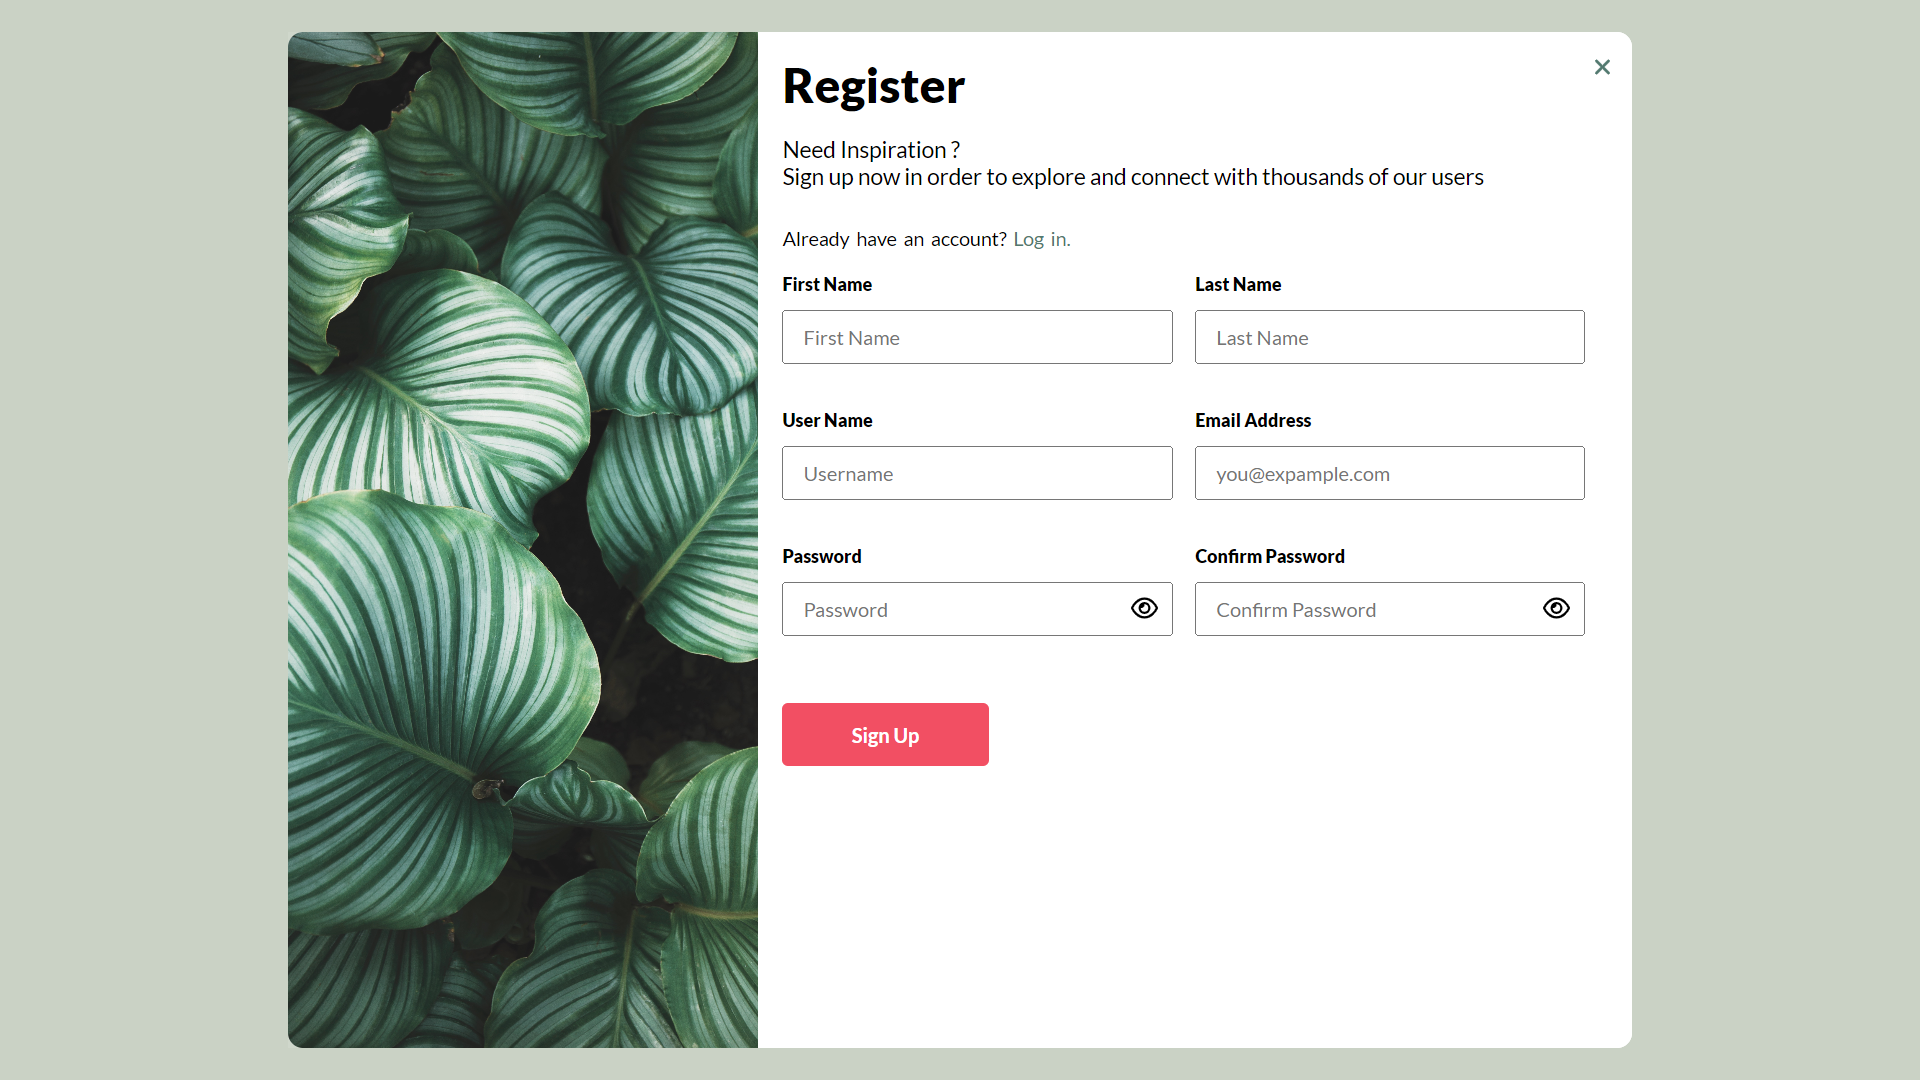 Register
Need Inspiration ?
Sign up now in order to explore and connect with thousands of our users
Already have an account? Log in.
First Name
Last Name
First Name
Last Name
User Name
Email Address
Username
you@expample.com
Password
Confirm Password
Password
Confirm Password
Sign Up